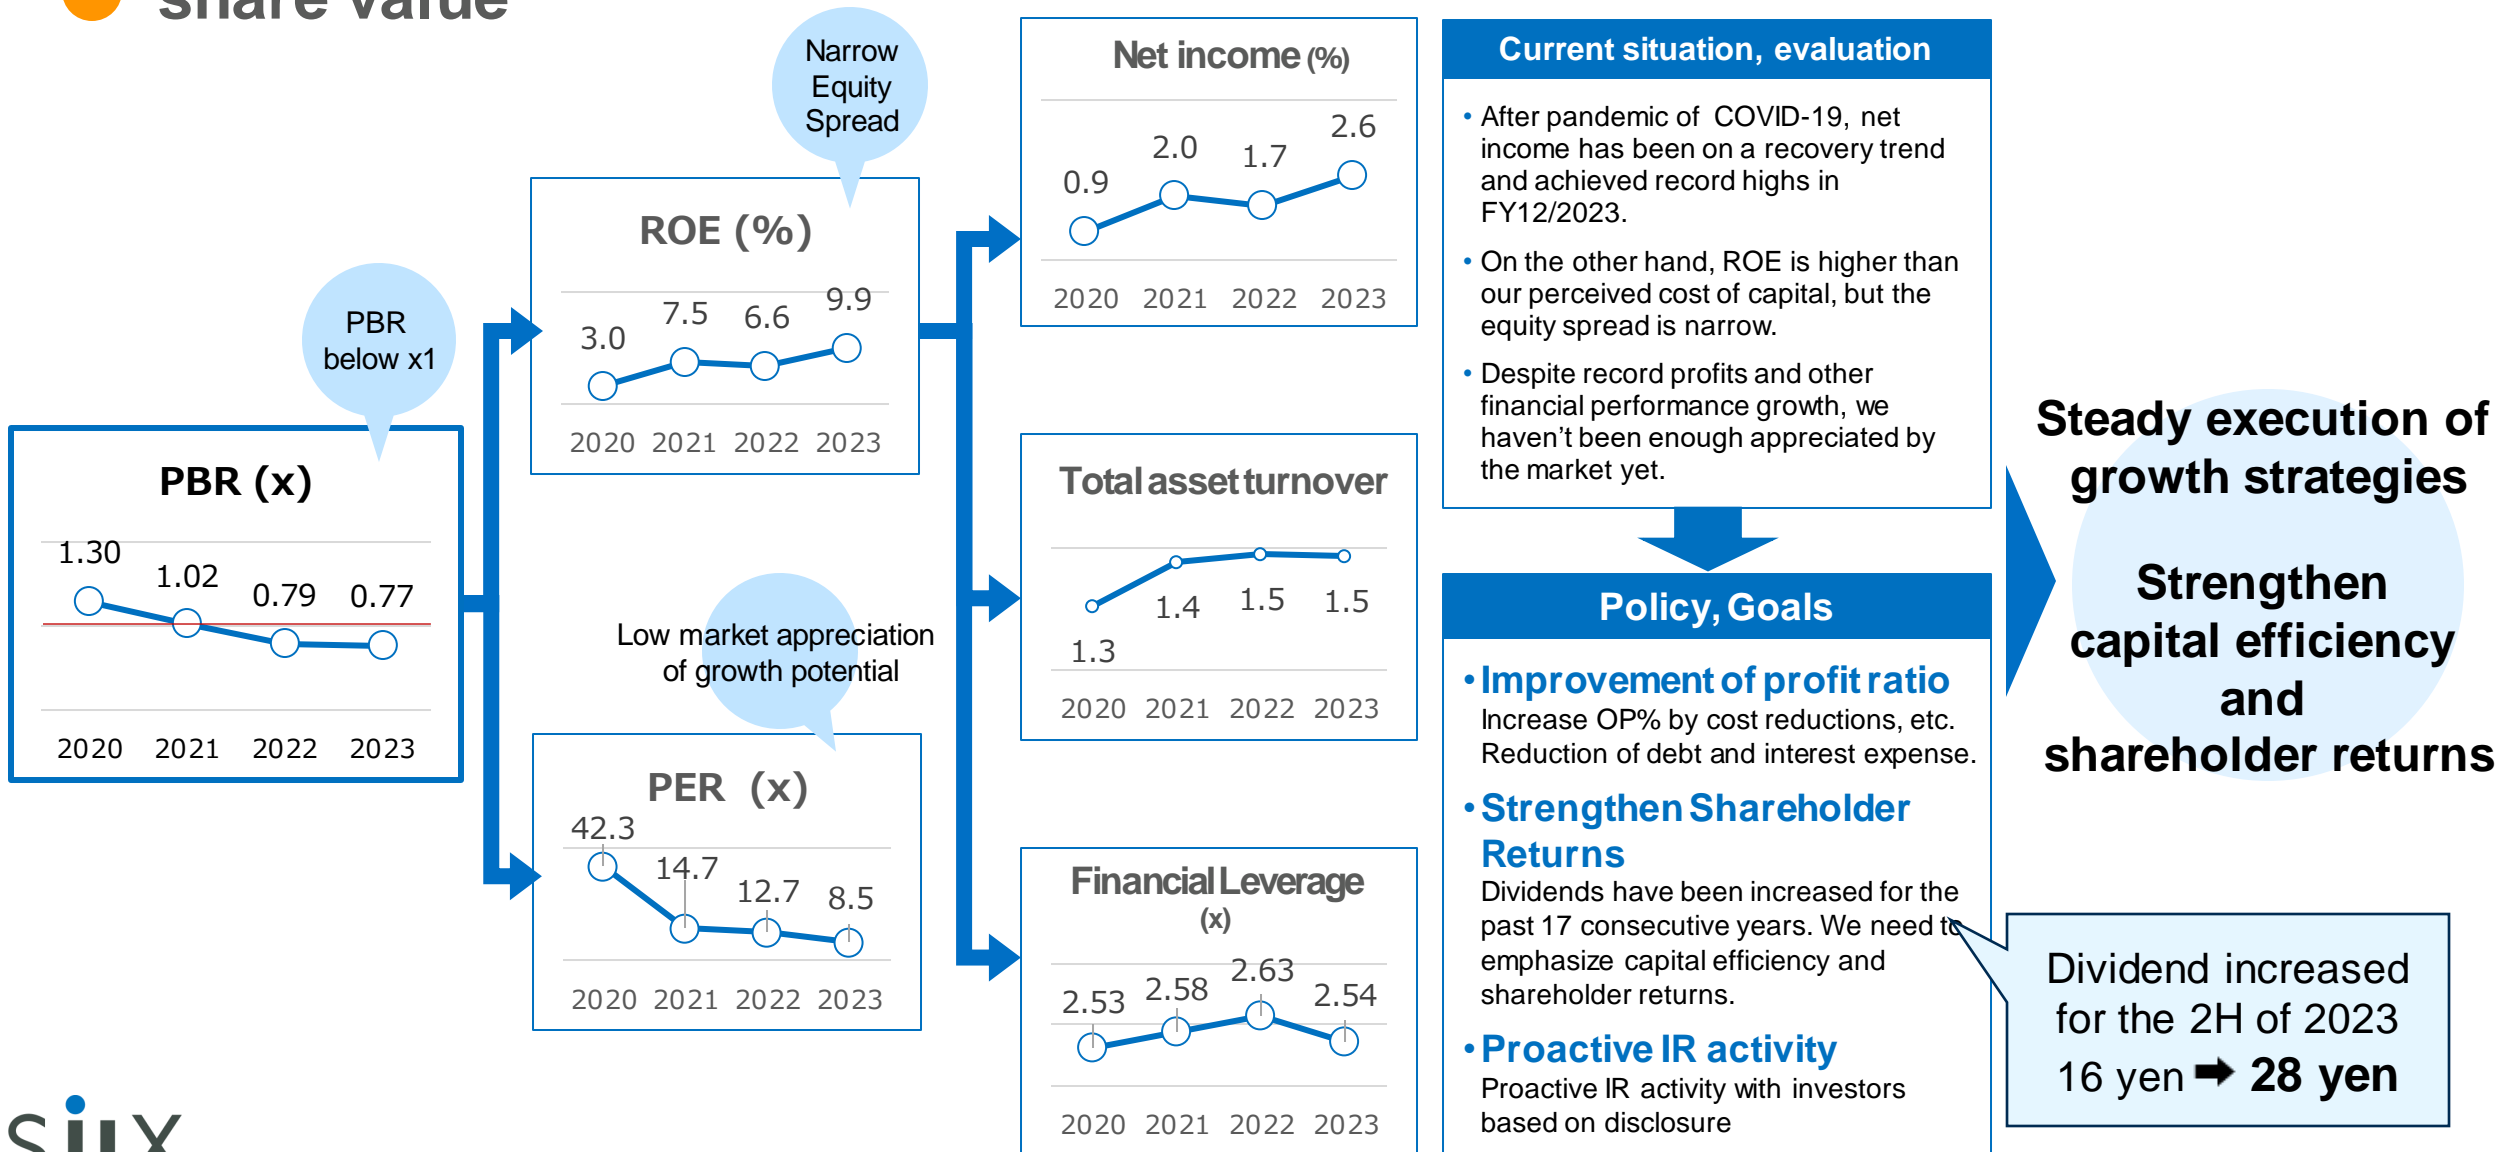 share value
PBR
below x1
PBR (x)
1.30
1.02
0.79
0.77
2020 2021 2022 2023
Narrow
Equity
Spread
ROE (%)
3.0
7.5
6.6
9.9
2020 2021 2022 2023
Low market appreciation
of growth potential
PER (x)
42.3
14.7
12.7
8.5
2020 2021 2022 2023
Net income (%)
0.9
2.0
1.7
2.6
2020 2021 2022 2023
Total asset turnover
1.3
1.4
1.5
1.5
2020 2021 2022 2023
Financial Leverage
(x)
2.53
2.58
2.63
2.54
2020 2021 2022 2023
Current situation, evaluation
• After pandemic of COVID-19, net
income has been on a recovery trend
and achieved record highs in
FY12/2023.
• On the other hand, ROE is higher than
our perceived cost of capital, but the
equity spread is narrow.
• Despite record profits and other
financial performance growth, we
haven't been enough appreciated by
the market yet.
Policy, Goals
• Improvement of profit ratio
Increase OP% by cost reductions, etc.
Reduction of debt and interest expense.
• Strengthen Shareholder
Returns
Dividends have been increased for the
past 17 consecutive years. We need to
emphasize capital efficiency and
shareholder returns.
• Proactive IR activity
Proactive IR activity with investors
based on disclosure
Steady execution of
growth strategies
Strengthen
capital efficiency
and
shareholder returns
Dividend increased
for the 2H of 2023
16 yen ➡ 28 yen
siix